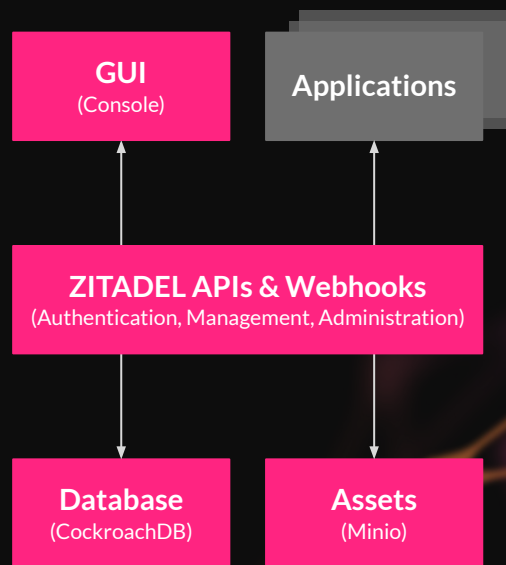 GUI
(Console)
Applications
ZITADEL APIs & Webhooks
(Authentication, Management, Administration)
Database
(CockroachDB)
Assets
(Minio)